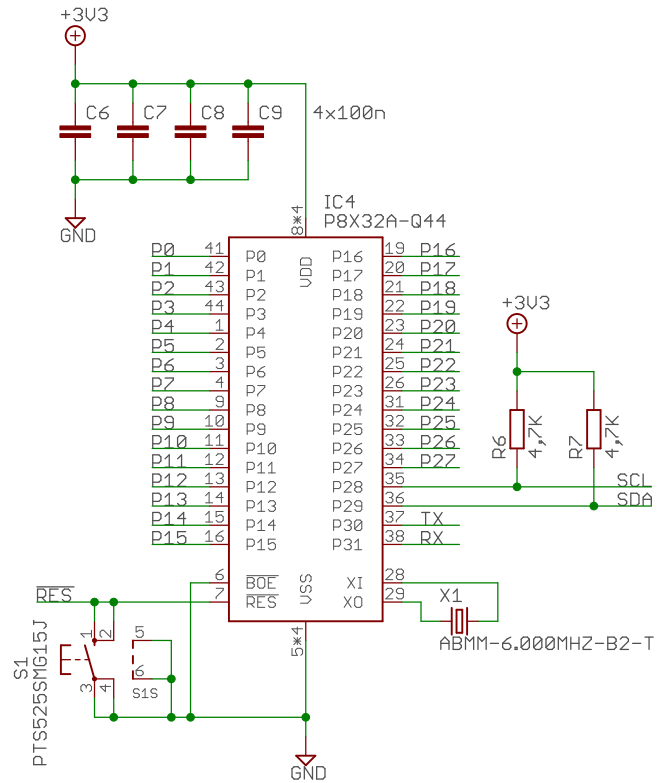 +3V3
C6 C7 C8 C9 4x100n
GND
IC4
P8X32A-Q44
8*4
VDD
P0 41 P0 P16 19 P16
P1 42 P1 P17 20 P17
P2 43 P2 P18 21 P18
P3 44 P3 P19 22 P19
P4 1 P4 P20 23 P20
P5 2 P5 P21 24 P21
P6 3 P6 P22 25 P22
P7 4 P7 P23 26 P23
P8 9 P8 P24 31 P24
P9 10 P9 P25 32 P25
P10 11 P10 P26 33 P26
P11 12 P11 P27 34 P27
P12 13 P12 P28 35 SCL
P13 14 P13 P29 36 SDA
P14 15 P14 P30 37 TX
P15 16 P15 P31 38 RX
+3V3
R6 4,7K
R7 4,7K
6 BOE XI 28
RES 7 RES XO 29
VSS
5*4
X1
ABMM-6.000MHZ-B2-T
S1
PTS525SMG15J
1 2
3 4
5
6
S1S
GND